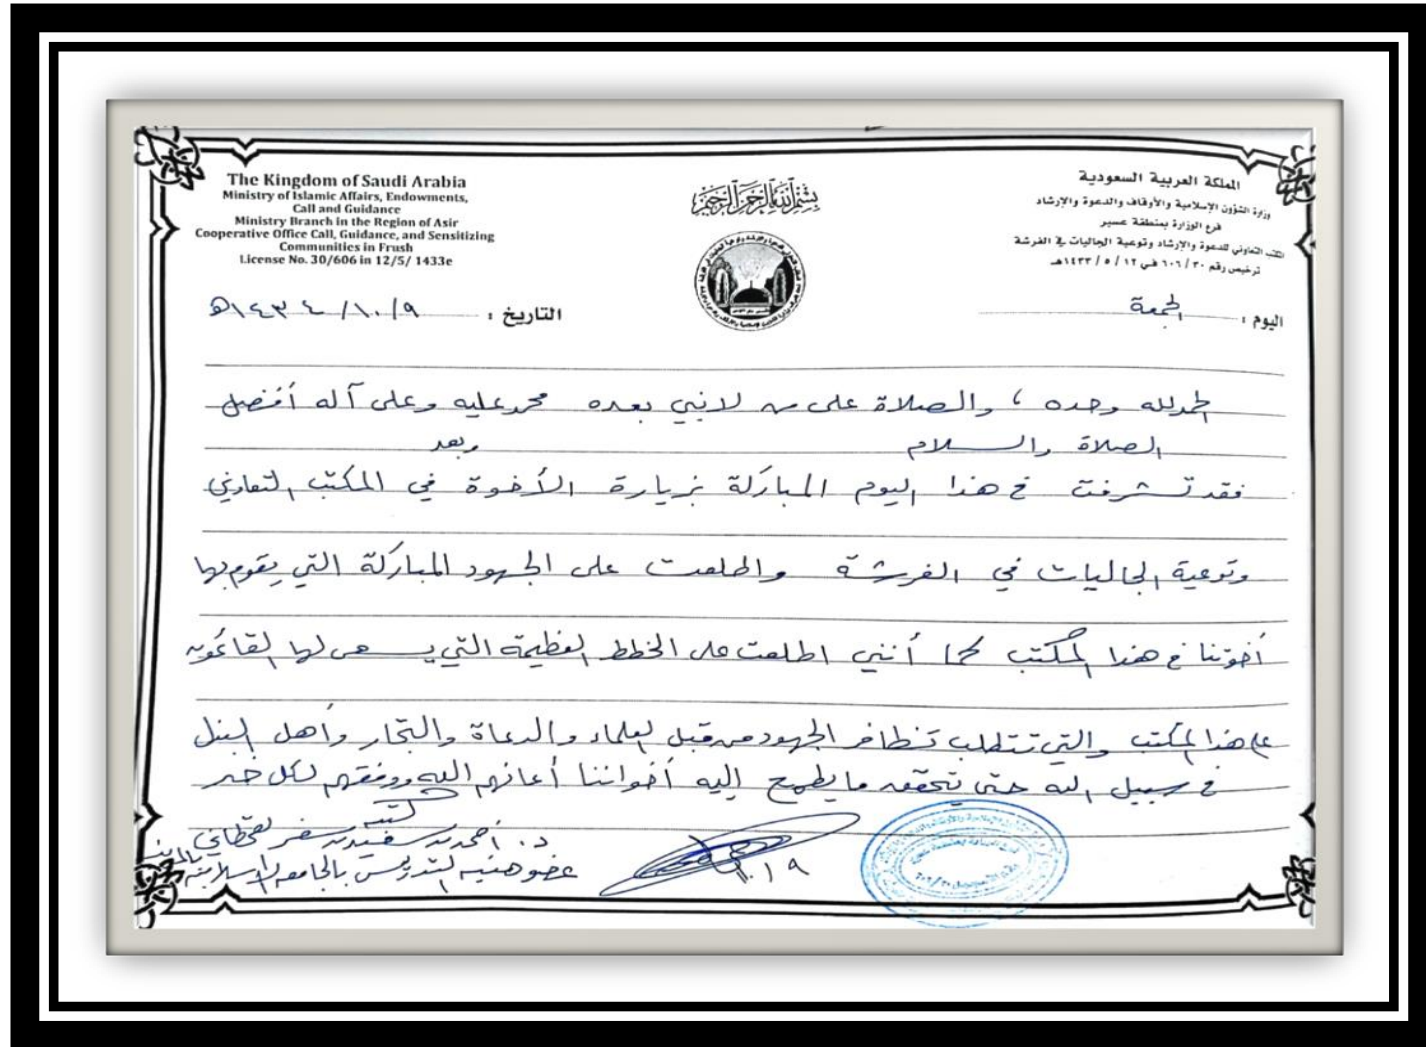 The Kingdom of Saudi Arabia
Ministry of Islamic Affairs, Endowments,
Call and Guidance
Ministry Branch in the Region of Asir
Cooperative Office Call, Guidance, and Sensitizing
Communities in Frush
License No. 30/606 in 12/5/ 1433e
بسم الله الرحمن الرحيم
المملكة العربية السعودية
وزارة الشؤون الإسلامية والأوقاف والدعوة والإرشاد
فرع الوزارة بمنطقة عسير
المكتب التعاوني للدعوة والإرشاد وتوعية الجاليات في الفرشة
ترخيص رقم ٦٠٦/٣٠ في ١٢ / ٥ / ١٤٣٣هـ
اليوم : الجمعة
التاريخ : ٩/١٠/١٤٣٤هـ
الحمد لله وحده ، والصلاة على من لا نبي بعده محمد عليه وعلى آله أفضل
الصلاة والسلام وبعد
فقد تشرفت في هذا اليوم المباركة بزيارة الأخوة في المكتب التعاوني
وتوعية الجاليات في الفرشة واطلعت على الجهود المباركة التي يقوم بها
أخوتنا في هذا المكتب كما أنني اطلعت على الخطط العظيمة التي يسعى لها القائمون
على هذا المكتب والتي تتطلب تظافر الجهود من قبل العلماء والدعاة والتجار وأهل البذل
في سبيل الله حتى تحققه ما يطمح إليه أخواننا أعانهم الله ووفقهم لكل خير
كتبه
د. أحمد بن سفر القحطاني
عضو هيئة التدريس بالجامعة الإسلامية بالمدينة
١٠/٩